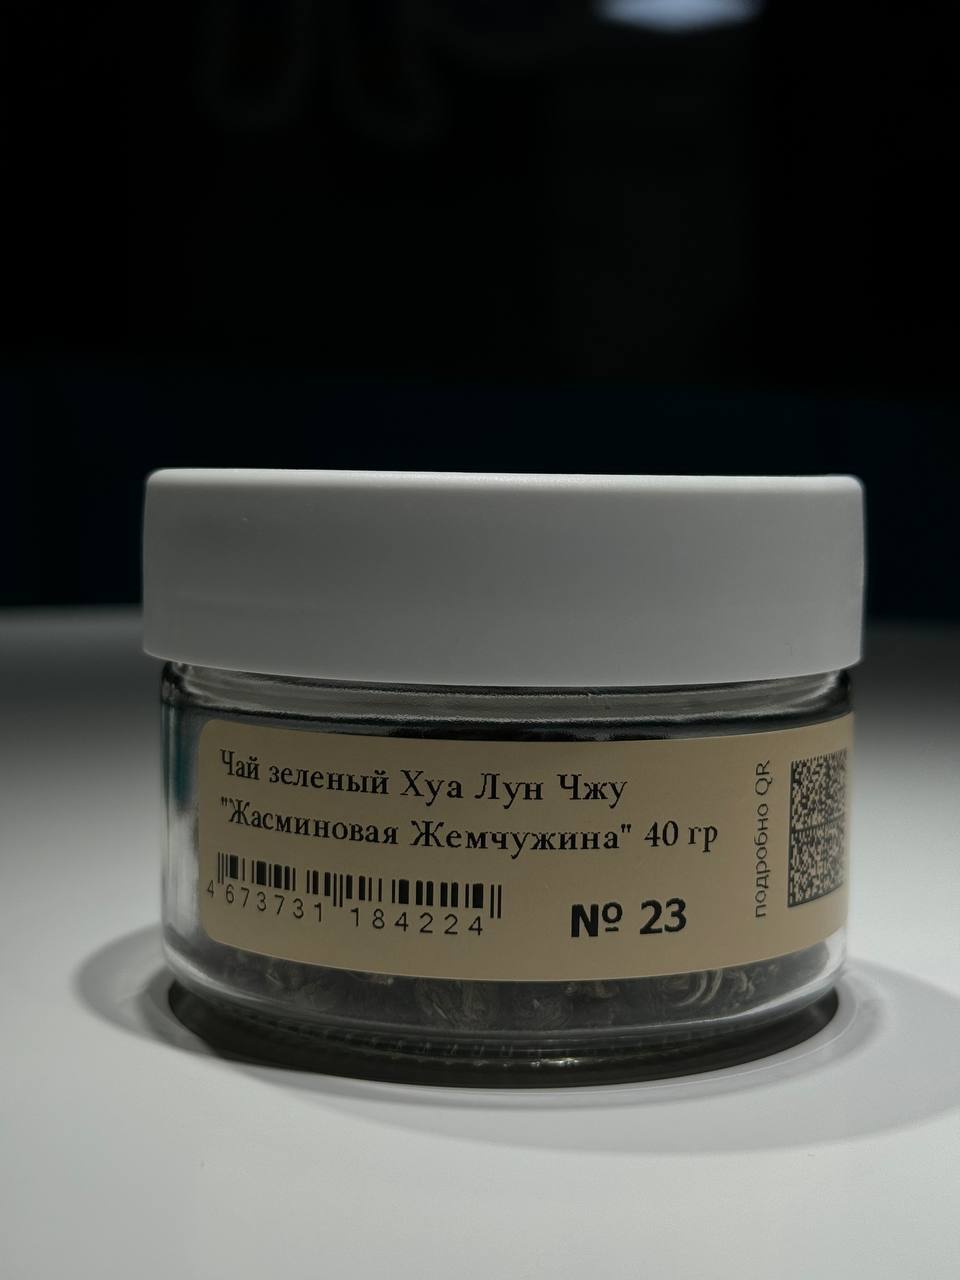 Чай зеленый Хуа Лун Чжу
"Жасминовая Жемчужина" 40 гр
4 673731 184224
№ 23
подробно QR